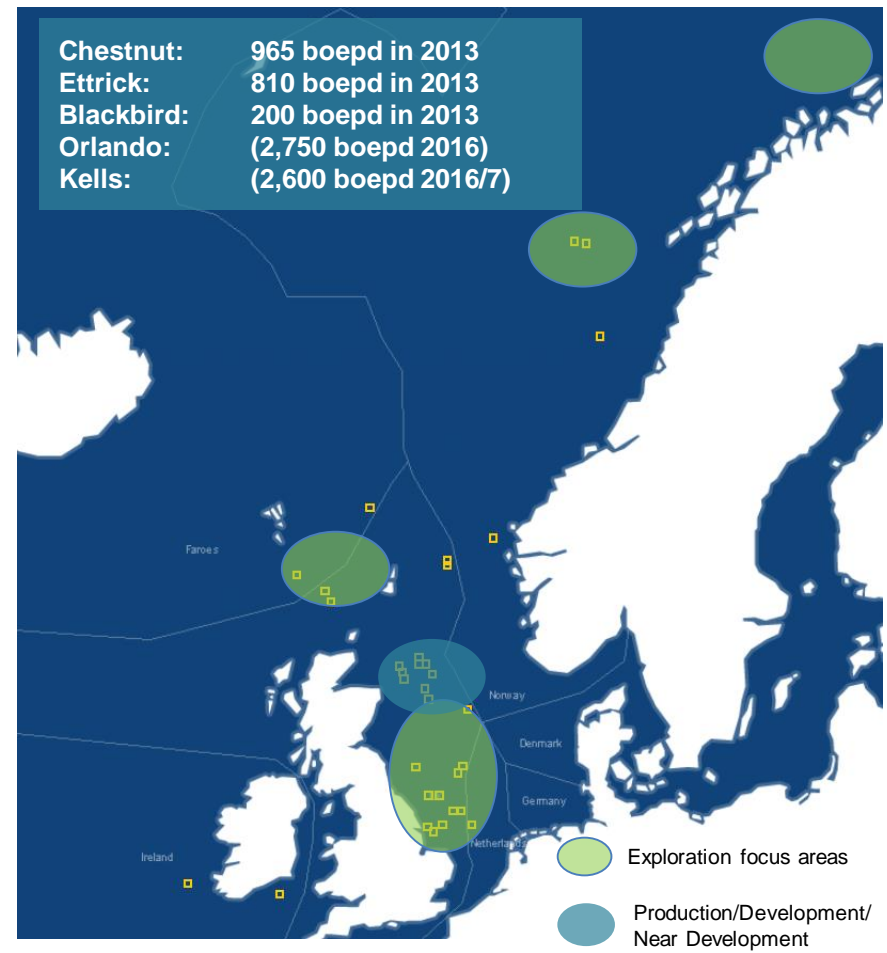 Chestnut: 965 boepd in 2013
Ettrick: 810 boepd in 2013
Blackbird: 200 boepd in 2013
Orlando: (2,750 boepd 2016)
Kells: (2,600 boepd 2016/7)
Faroes
Norway
Denmark
Germany
Netherlands
Ireland
Exploration focus areas
Production/Development/
Near Development